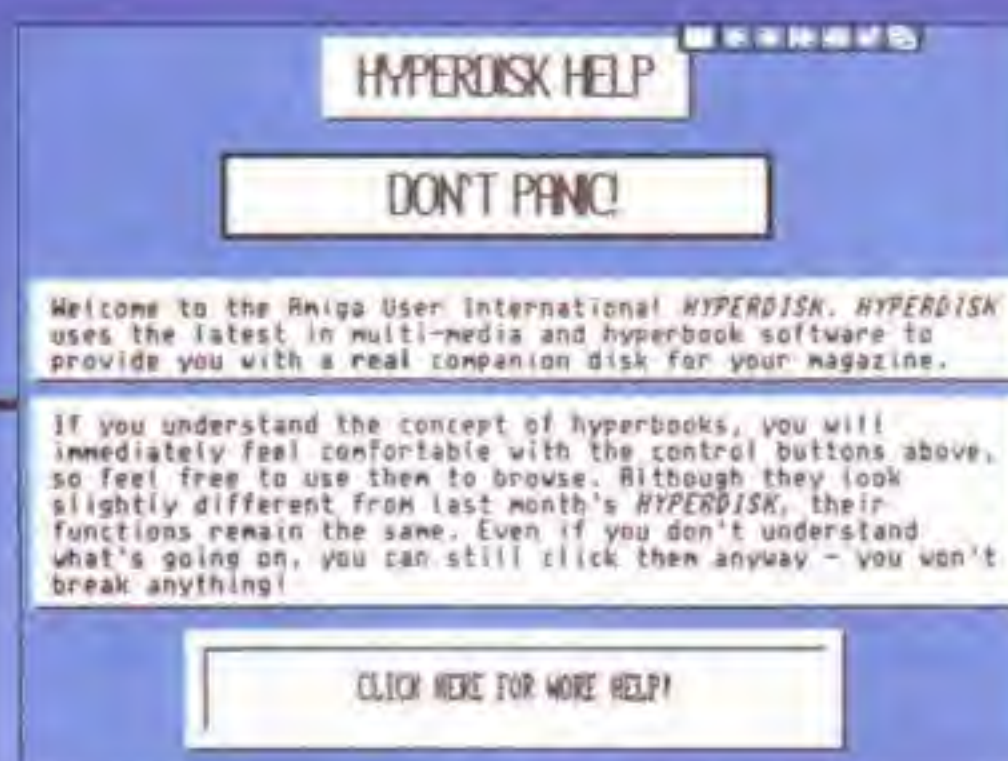 HYPERDISK HELP
DON'T PANIC!
Welcome to the Amiga User International HYPERDISK. HYPERDISK
uses the latest in multi-media and hyperbook software to
provide you with a real companion disk for your magazine.
If you understand the concept of hyperbooks, you will
immediately feel comfortable with the control buttons above,
so feel free to use them to browse. Although they look
slightly different from last month's HYPERDISK, their
functions remain the same. Even if you don't understand
what's going on, you can still click them anyway - you won't
break anything!
CLICK HERE FOR MORE HELP!